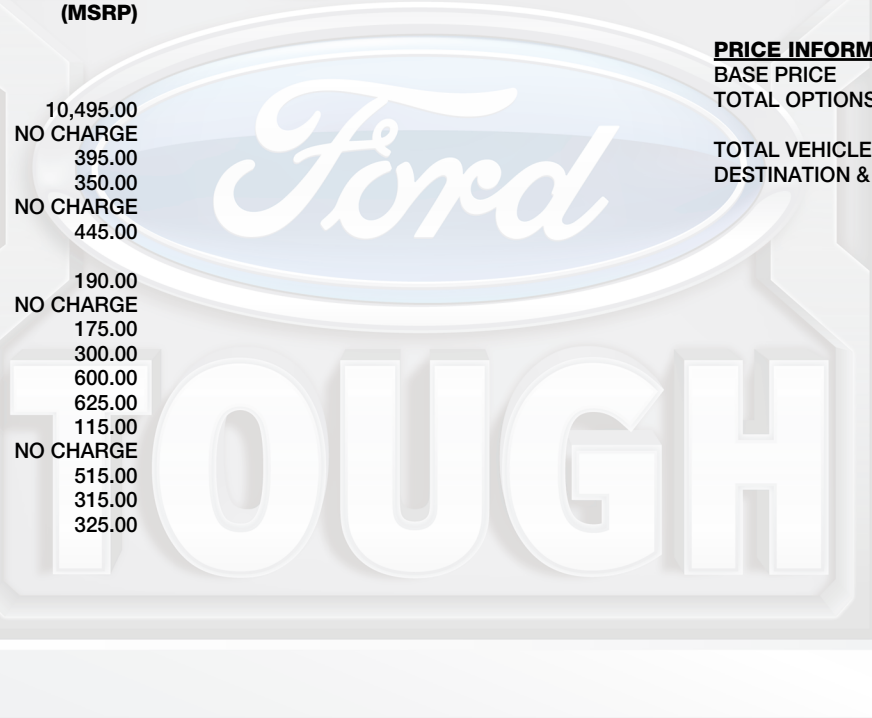 (MSRP)
10,495.00
NO CHARGE
395.00
350.00
NO CHARGE
445.00
190.00
NO CHARGE
175.00
300.00
600.00
625.00
115.00
NO CHARGE
515.00
315.00
325.00
PRICE INFORM
BASE PRICE
TOTAL OPTIONS
TOTAL VEHICLE
DESTINATION &
Ford
TOUGH